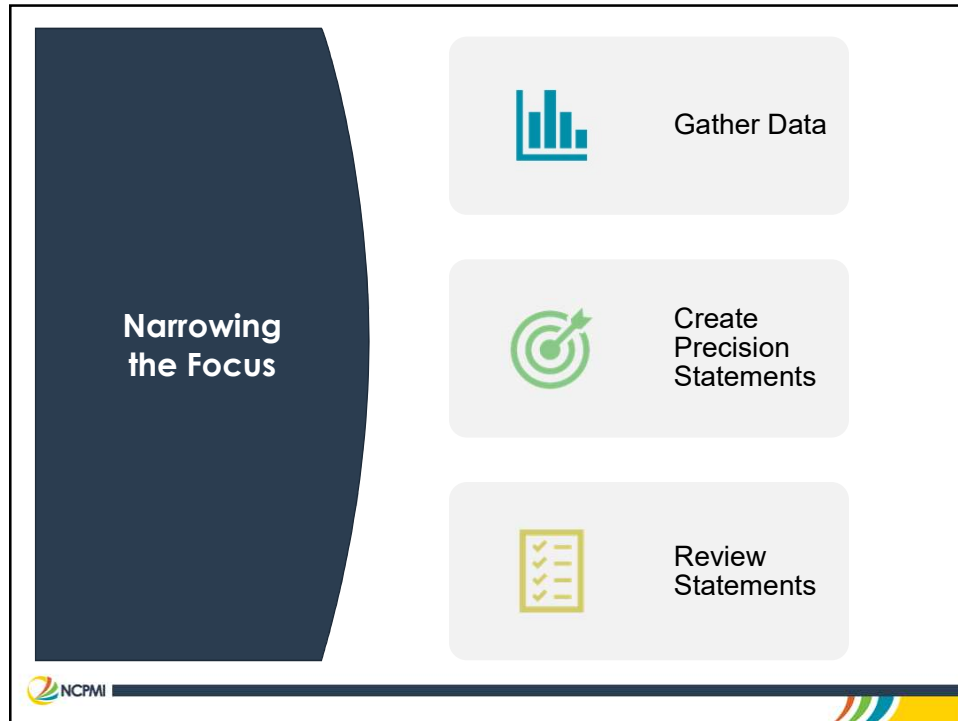 Narrowing
the Focus
Gather Data
Create
Precision
Statements
Review
Statements
NCPMI